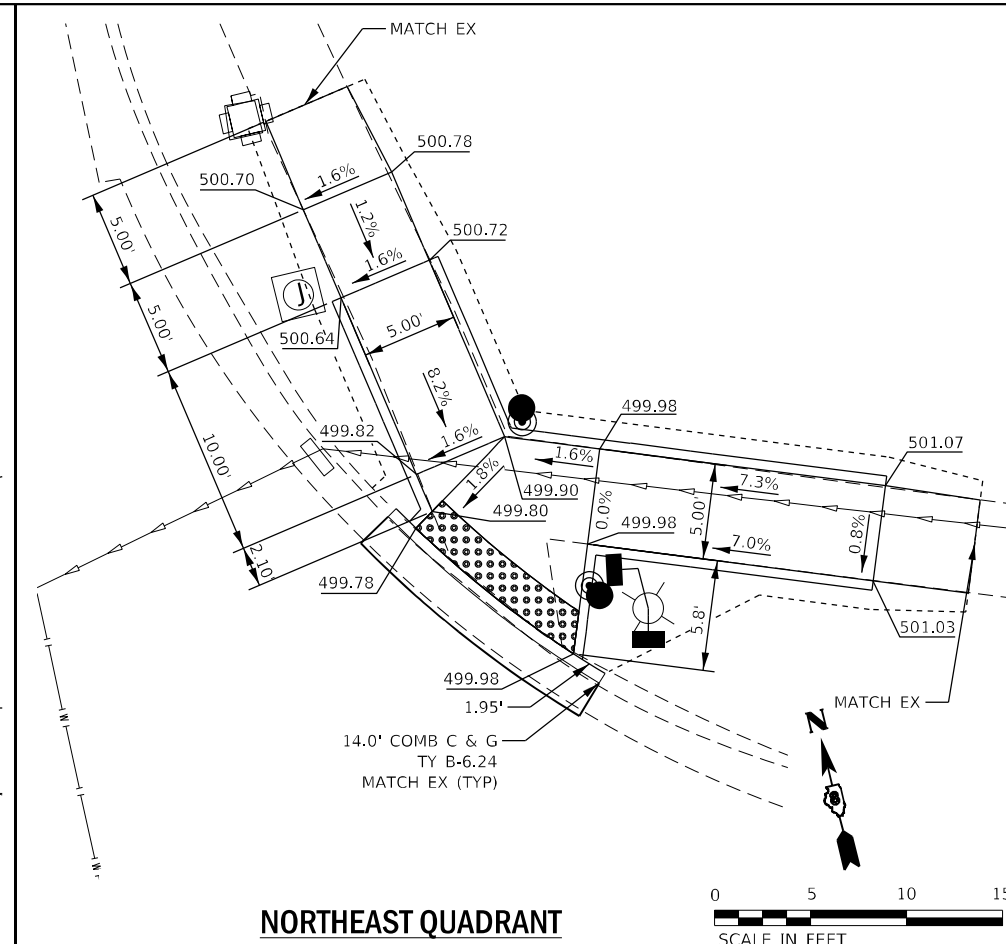 MATCH EX
500.78
500.70
1.6%
1.2%
500.72
1.6%
5.00'
5.00'
J
500.64
5.00'
8.2%
10.00'
499.82
1.6%
499.98
1.6%
501.07
7.3%
499.90
1.8%
499.80
0.0%
499.98
5.00'
7.0%
0.8%
2.10'
499.78
5.8'
501.03
499.98
1.95'
MATCH EX
14.0' COMB C & G
TY B-6.24
MATCH EX (TYP)
N
8
W
W
NORTHEAST QUADRANT
0 5 10 15
SCALE IN FEET